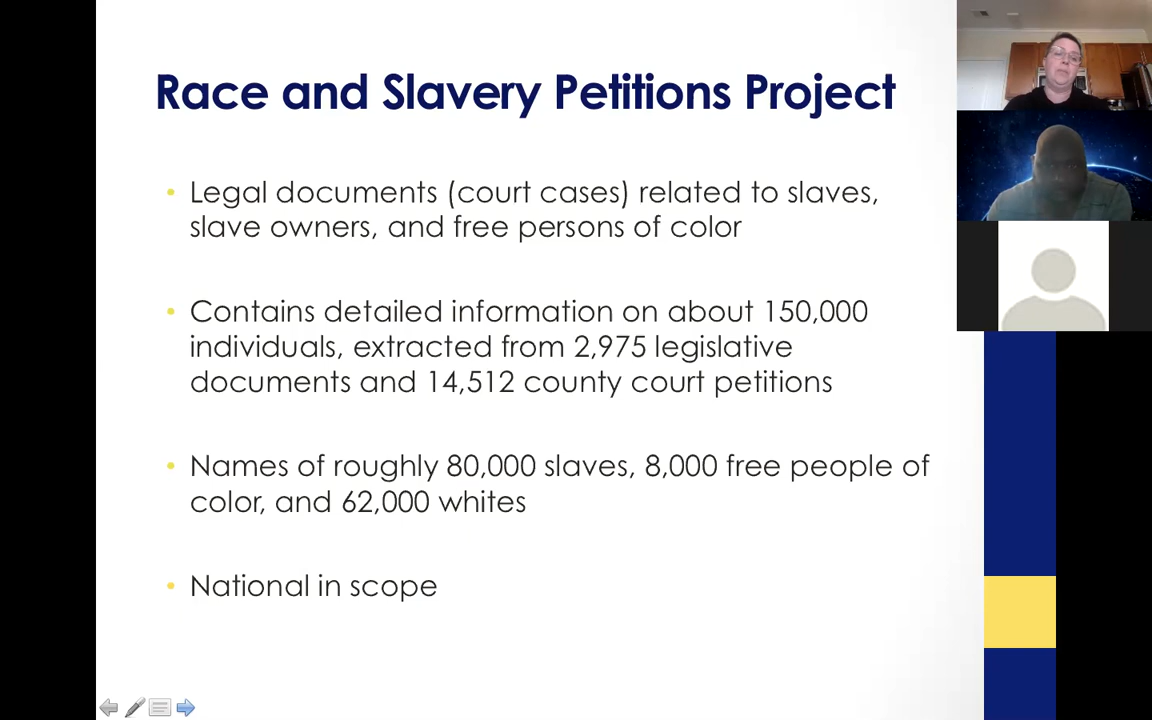 Race and Slavery Petitions Project
• Legal documents (court cases) related to slaves,
slave owners, and free persons of color
• Contains detailed information on about 150,000
individuals, extracted from 2,975 legislative
documents and 14,512 county court petitions
• Names of roughly 80,000 slaves, 8,000 free people of
color, and 62,000 whites
• National in scope